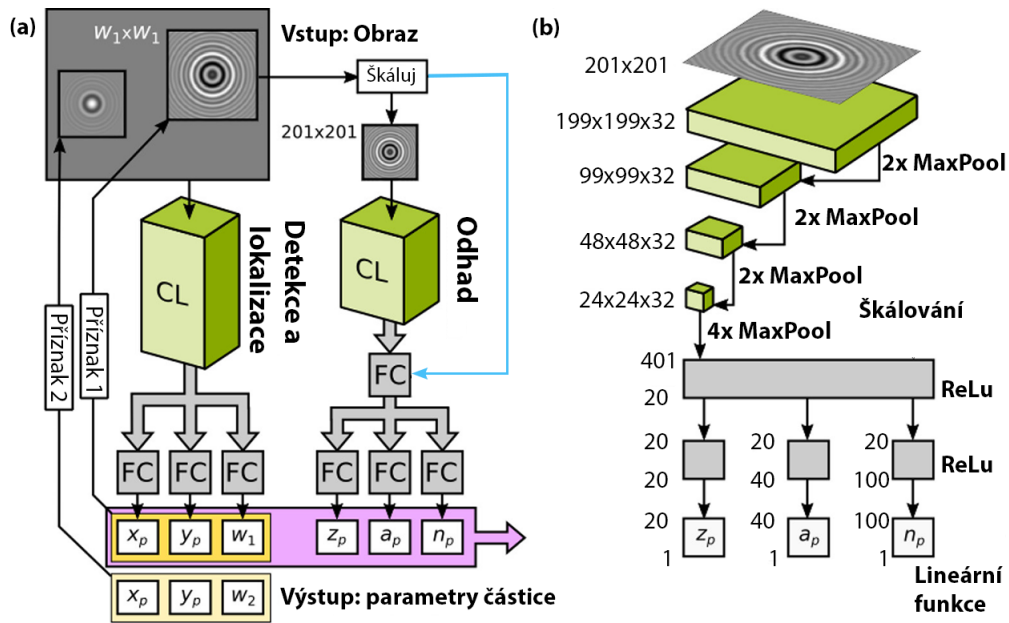 (a)
w₁xw₁
Vstup: Obraz
Škáluj
201x201
CL
Detekce a
lokalizace
CL
Odhad
Příznak 2
Příznak 1
FC
FC
FC
FC
FC
FC
FC
xₚ
yₚ
w₁
zₚ
aₚ
nₚ
xₚ
yₚ
w₂
Výstup: parametry částice
(b)
201x201
199x199x32
2x MaxPool
99x99x32
2x MaxPool
48x48x32
2x MaxPool
24x24x32
Škálování
4x MaxPool
401
20
ReLu
20
20
20
20
40
100
ReLu
20
40
100
zₚ
aₚ
nₚ
1
1
1
Lineární
funkce